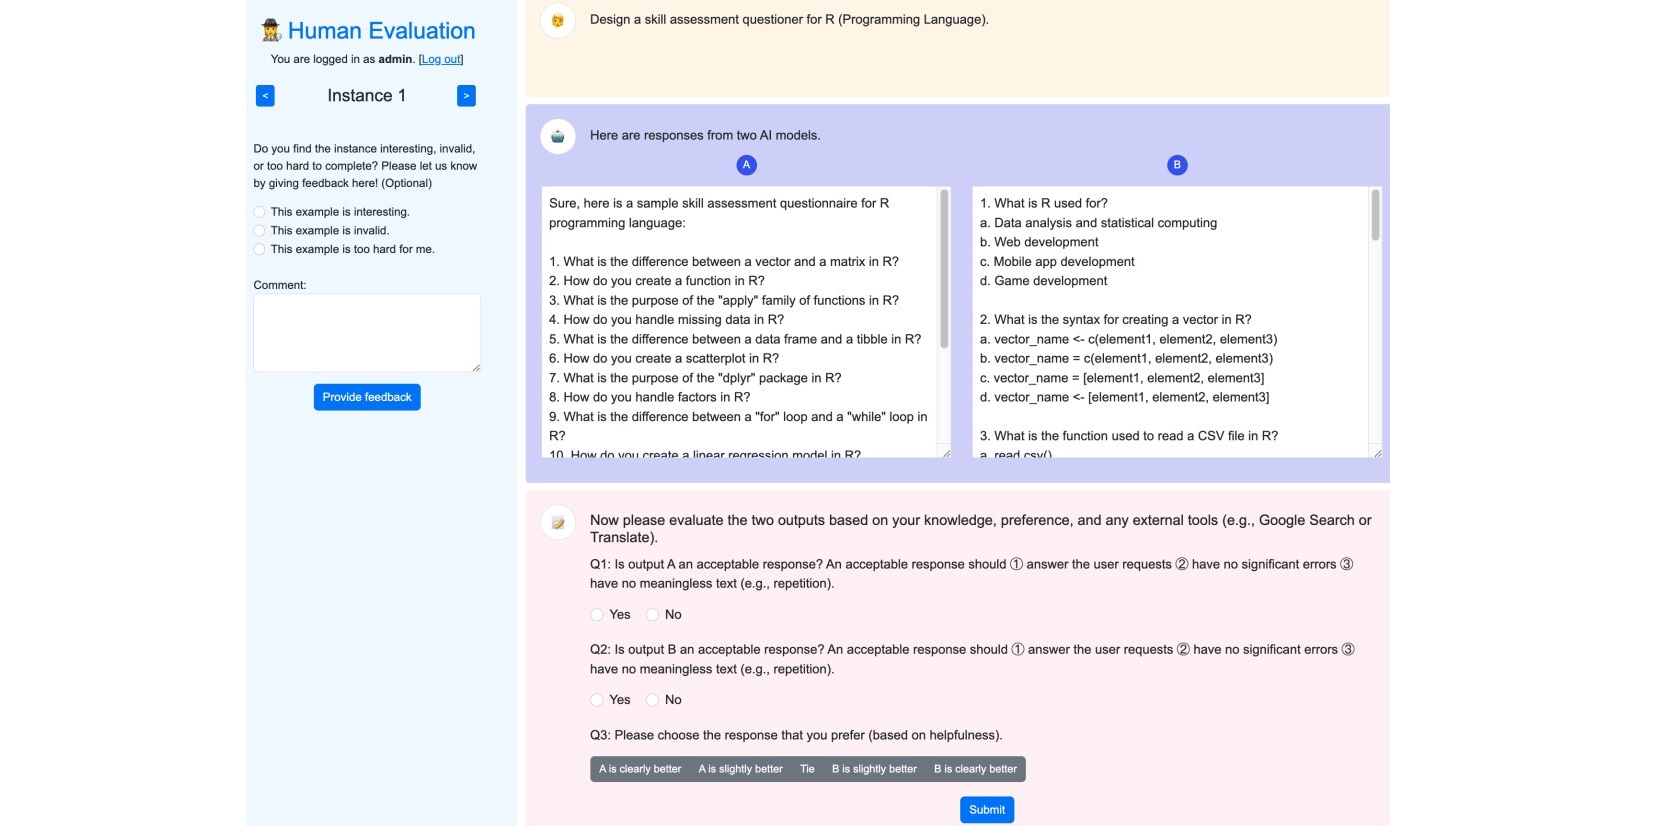 Human Evaluation
You are logged in as admin. [Log out]
<
Instance 1
>
Do you find the instance interesting, invalid,
or too hard to complete? Please let us know
by giving feedback here! (Optional)
This example is interesting.
This example is invalid.
This example is too hard for me.
Comment:
Provide feedback
Design a skill assessment questioner for R (Programming Language).
Here are responses from two AI models.
A
Sure, here is a sample skill assessment questionnaire for R
programming language:
1. What is the difference between a vector and a matrix in R?
2. How do you create a function in R?
3. What is the purpose of the "apply" family of functions in R?
4. How do you handle missing data in R?
5. What is the difference between a data frame and a tibble in R?
6. How do you create a scatterplot in R?
7. What is the purpose of the "dplyr" package in R?
8. How do you handle factors in R?
9. What is the difference between a "for" loop and a "while" loop in
R?
10. How do you create a linear regression model in R?
B
1. What is R used for?
a. Data analysis and statistical computing
b. Web development
c. Mobile app development
d. Game development
2. What is the syntax for creating a vector in R?
a. vector_name <- c(element1, element2, element3)
b. vector_name = c(element1, element2, element3)
c. vector_name = [element1, element2, element3]
d. vector_name <- [element1, element2, element3]
3. What is the function used to read a CSV file in R?
a. read.csv()
Now please evaluate the two outputs based on your knowledge, preference, and any external tools (e.g., Google Search or
Translate).
Q1: Is output A an acceptable response? An acceptable response should ① answer the user requests ② have no significant errors ③
have no meaningless text (e.g., repetition).
Yes No
Q2: Is output B an acceptable response? An acceptable response should ① answer the user requests ② have no significant errors ③
have no meaningless text (e.g., repetition).
Yes No
Q3: Please choose the response that you prefer (based on helpfulness).
A is clearly better A is slightly better Tie B is slightly better B is clearly better
Submit